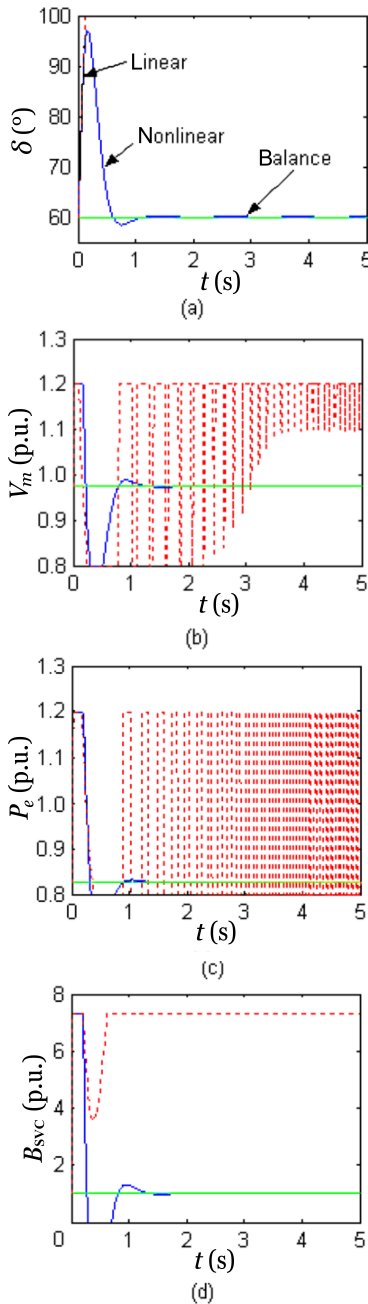 100
90
80
70
60
δ (º)
Linear
Nonlinear
Balance
0 1 2 3 4 5
t (s)
(a)
1.3
1.2
1.1
1.0
0.9
0.8
Vm (p.u.)
0 1 2 3 4 5
t (s)
(b)
1.3
1.2
1.1
1.0
0.9
0.8
Pe (p.u.)
0 1 2 3 4 5
t (s)
(c)
8
6
4
2
0
Bsvc (p.u.)
0 1 2 3 4 5
t (s)
(d)